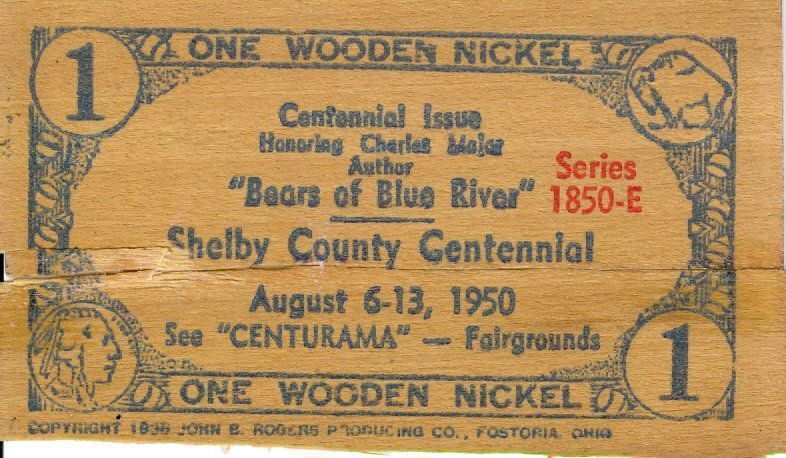 1 ONE WOODEN NICKEL
Centennial Issue
Honoring Charles Major
Author
"Bears of Blue River"
Series
1850-E
Shelby County Centennial
August 6-13, 1950
See "CENTURAMA" — Fairgrounds
1
ONE WOODEN NICKEL
COPYRIGHT JOHN B. ROGERS PRODUCING CO., FOSTORIA, OHIO